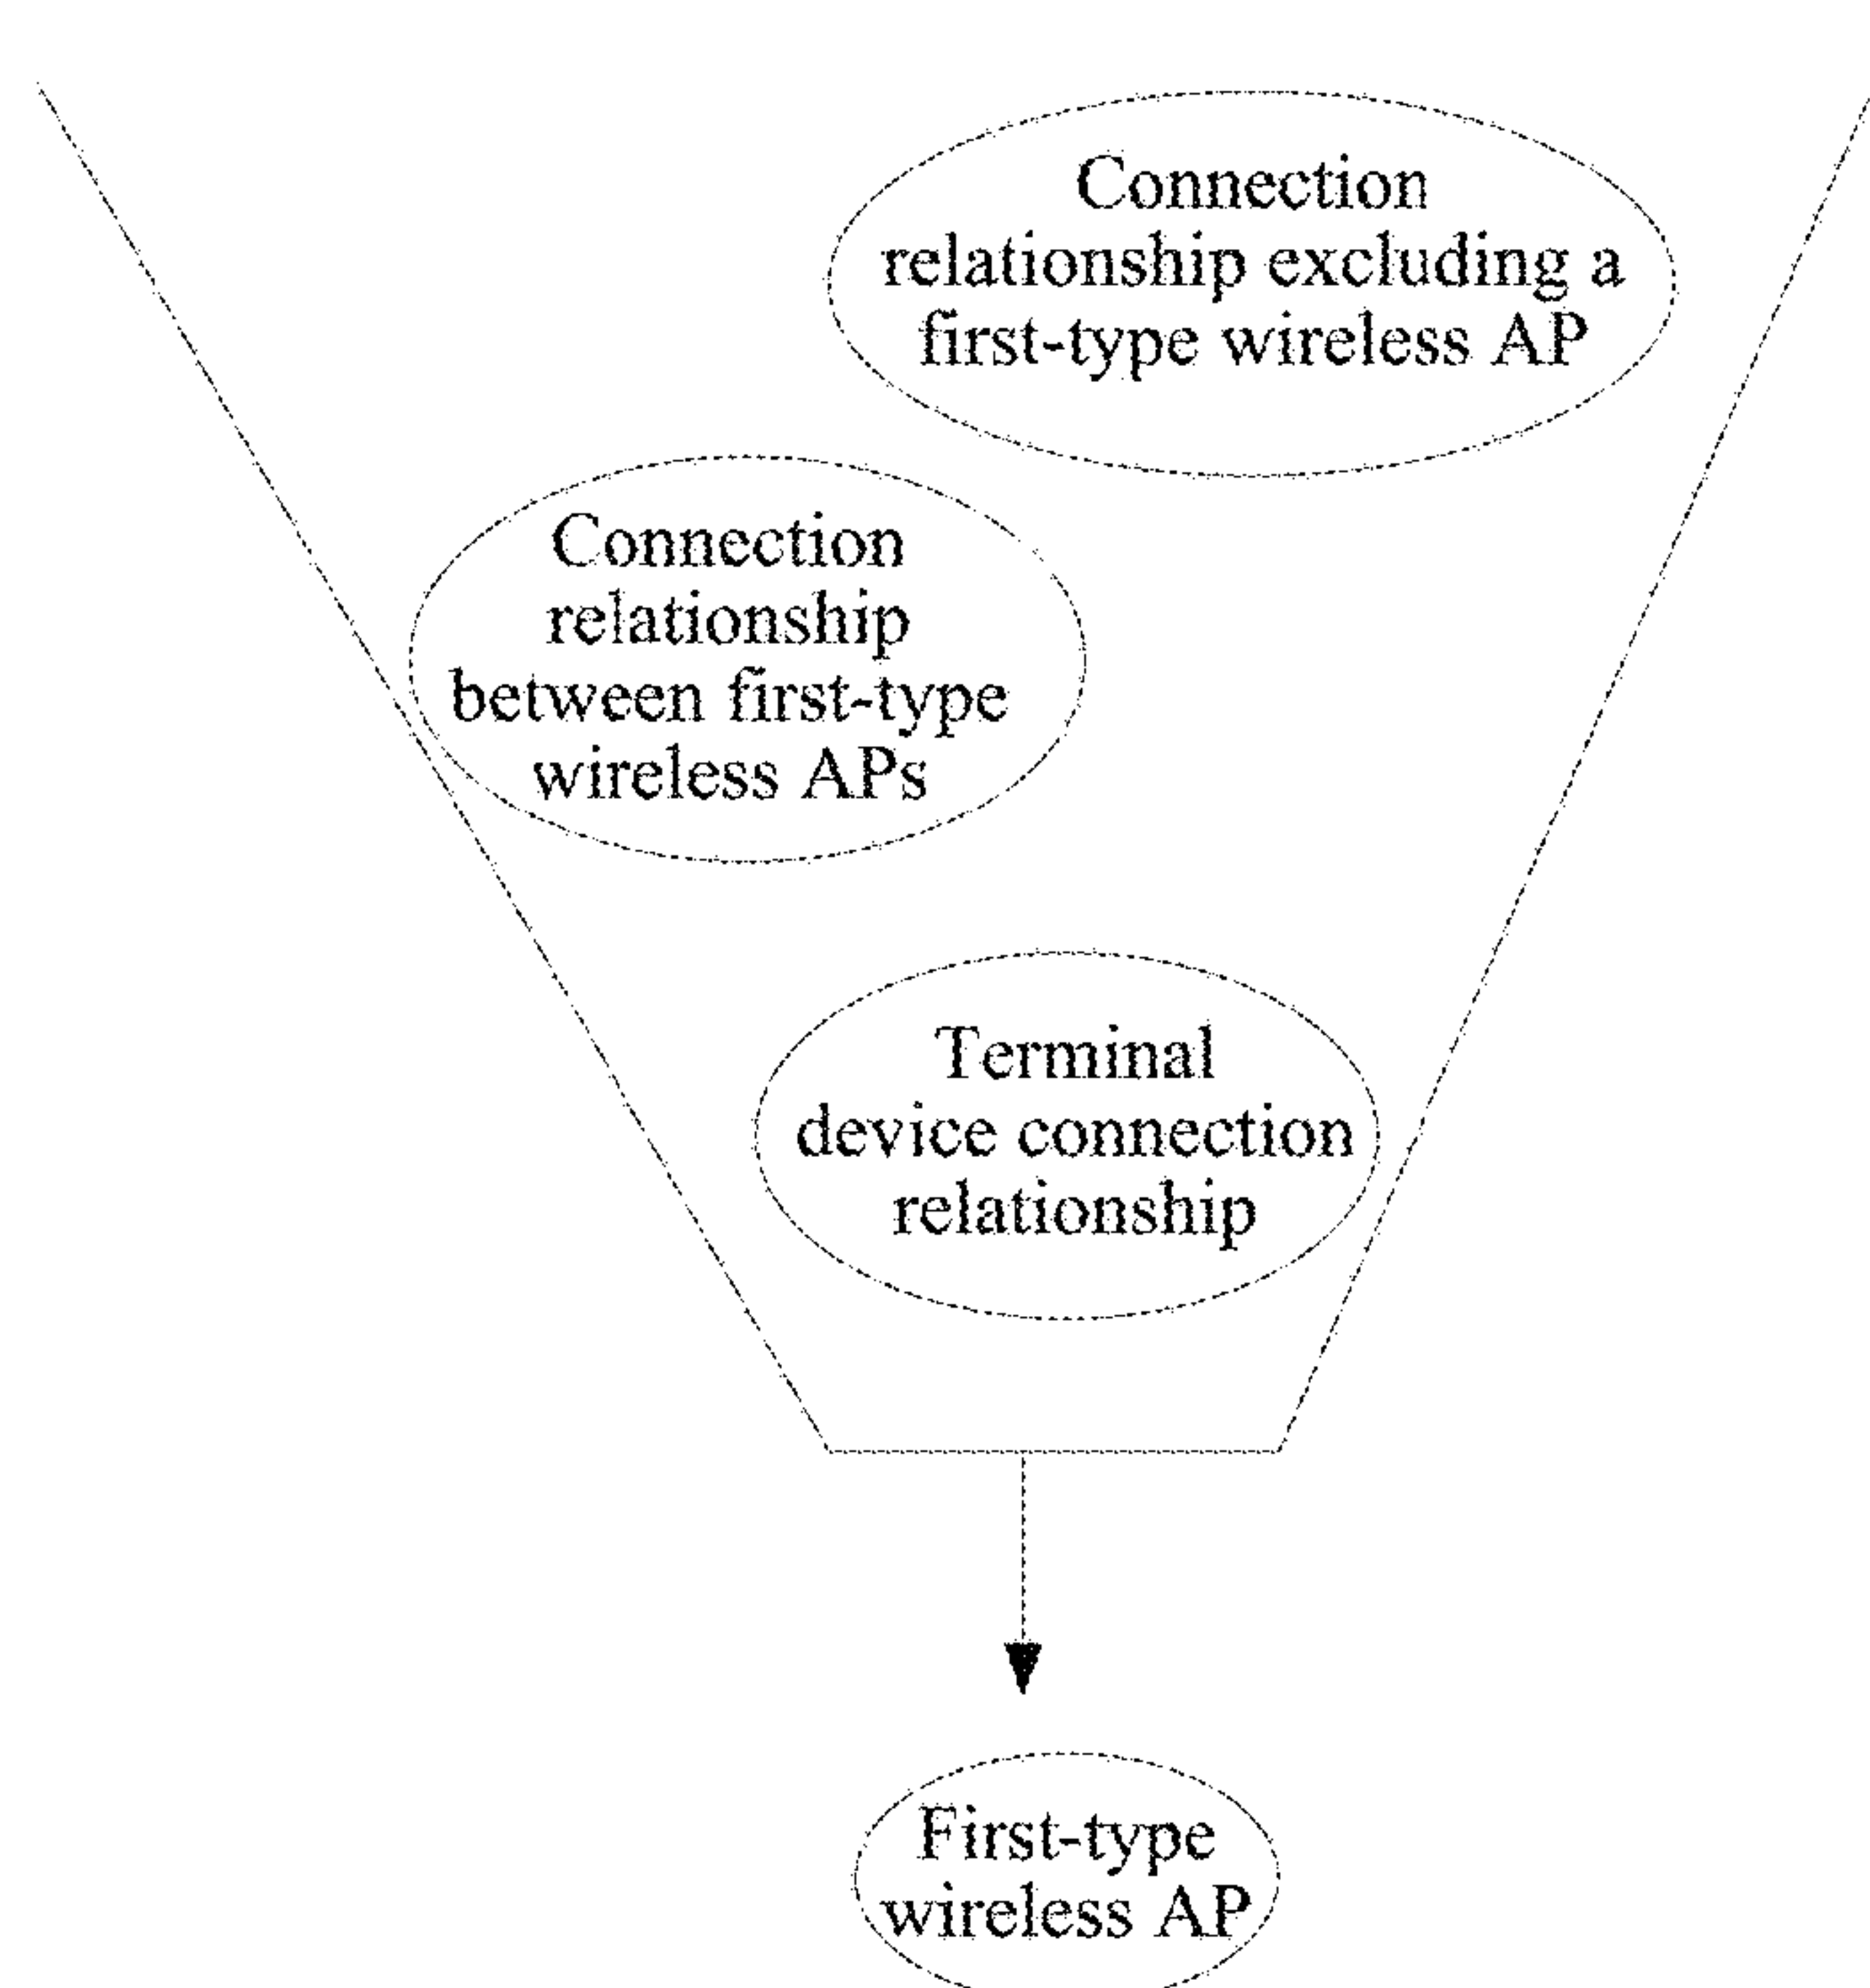 Connection
relationship excluding a
first-type wireless AP
Connection
relationship
between first-type
wireless APs
Terminal
device connection
relationship
First-type
wireless AP